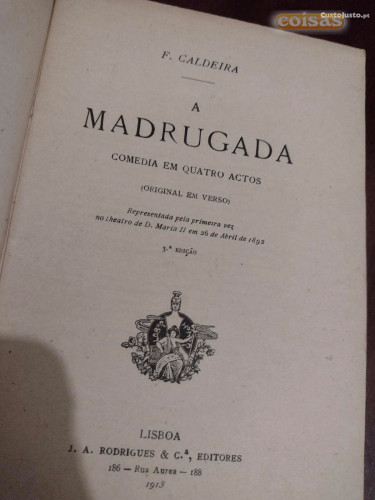 coisas
CustoJusto.pt
F. CALDEIRA
A
MADRUGADA
COMEDIA EM QUATRO ACTOS
(ORIGINAL EM VERSO)
Representada pela primeira vez
no theatro de D. Maria II em 26 de Abril de 1892
3.ª EDIÇÃO
LISBOA
J. A. RODRIGUES & C.ª, EDITORES
186 — Rua Aurea — 188
1918